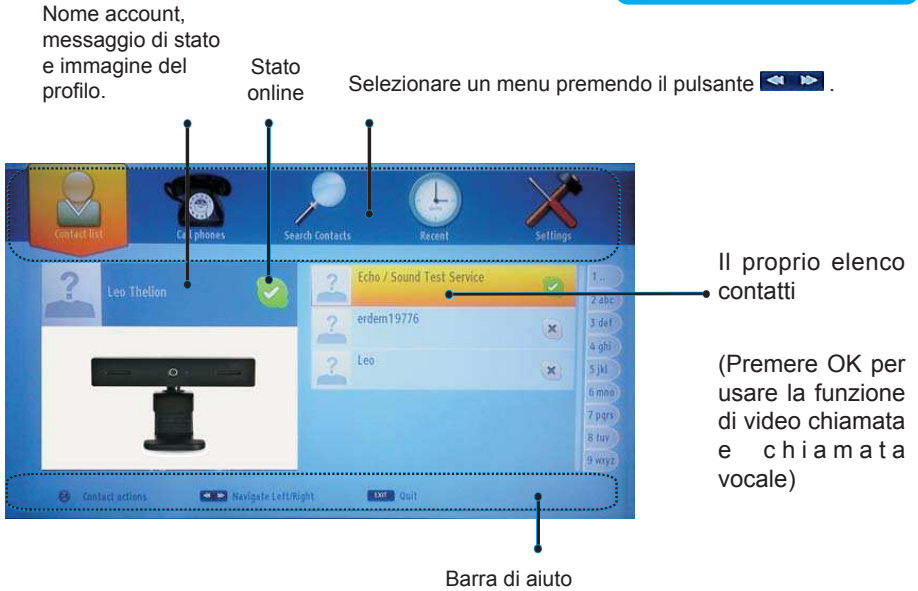 Nome account,
messaggio di stato
e immagine del
profilo.
Stato
online
Selezionare un menu premendo il pulsante .
Contact list
Call phones
Search Contacts
Recent
Settings
Leo Thelion
Echo / Sound Test Service
erdem19776
Leo
1 ..
2 abc
3 def
4 ghi
5 jkl
6 mno
7 pqrs
8 tuv
9 wxyz
OK Contact actions
Navigate Left/Right
EXIT Quit
Il proprio elenco
contatti
(Premere OK per
usare la funzione
di video chiamata
e chiamata
vocale)
Barra di aiuto